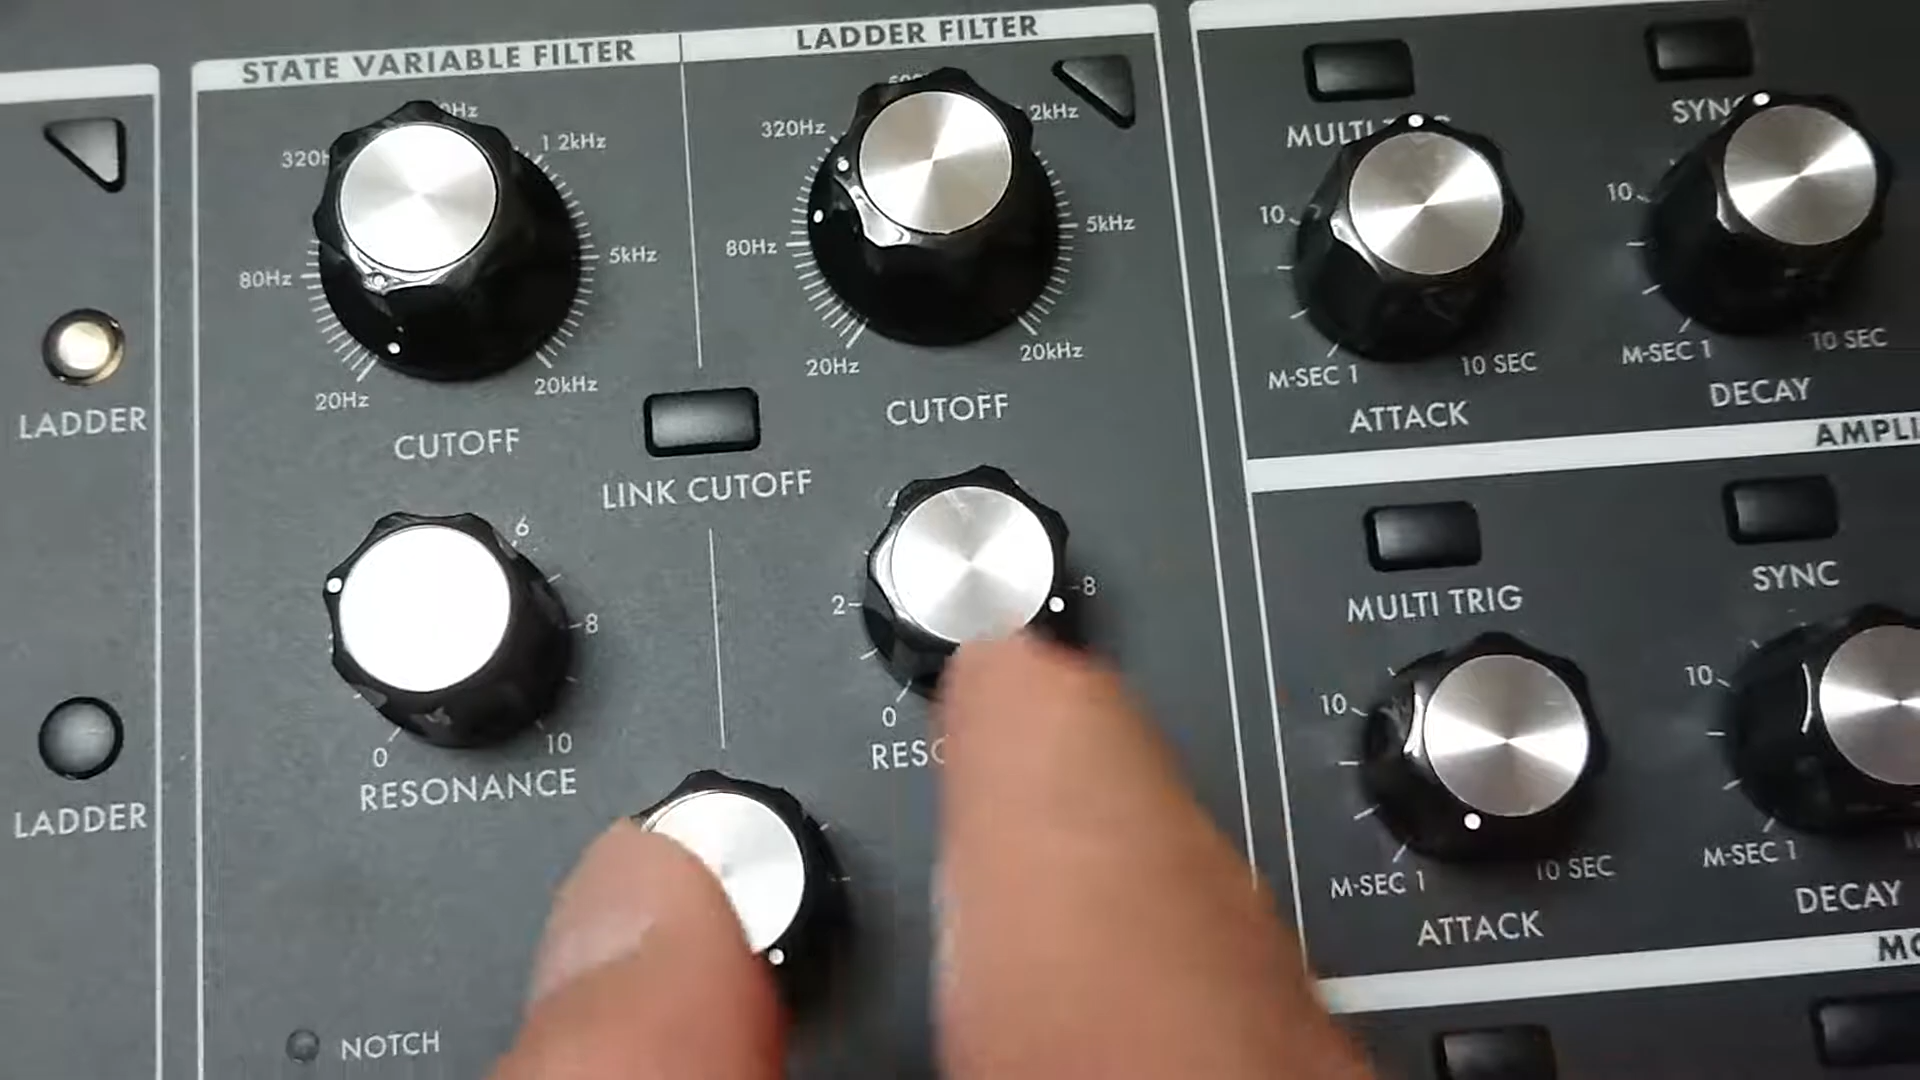 STATE VARIABLE FILTER
LADDER FILTER
320Hz
1 2kHz
80Hz
5kHz
20Hz
20kHz
CUTOFF
320Hz
2kHz
80Hz
5kHz
20Hz
20kHz
CUTOFF
LINK CUTOFF
LADDER
6
8
0
10
RESONANCE
2
8
0
LADDER
NOTCH
MULTI
SYNC
10
M-SEC 1
10 SEC
ATTACK
10
M-SEC 1
10 SEC
DECAY
MULTI TRIG
SYNC
10
M-SEC 1
10 SEC
ATTACK
10
M-SEC 1
DECAY